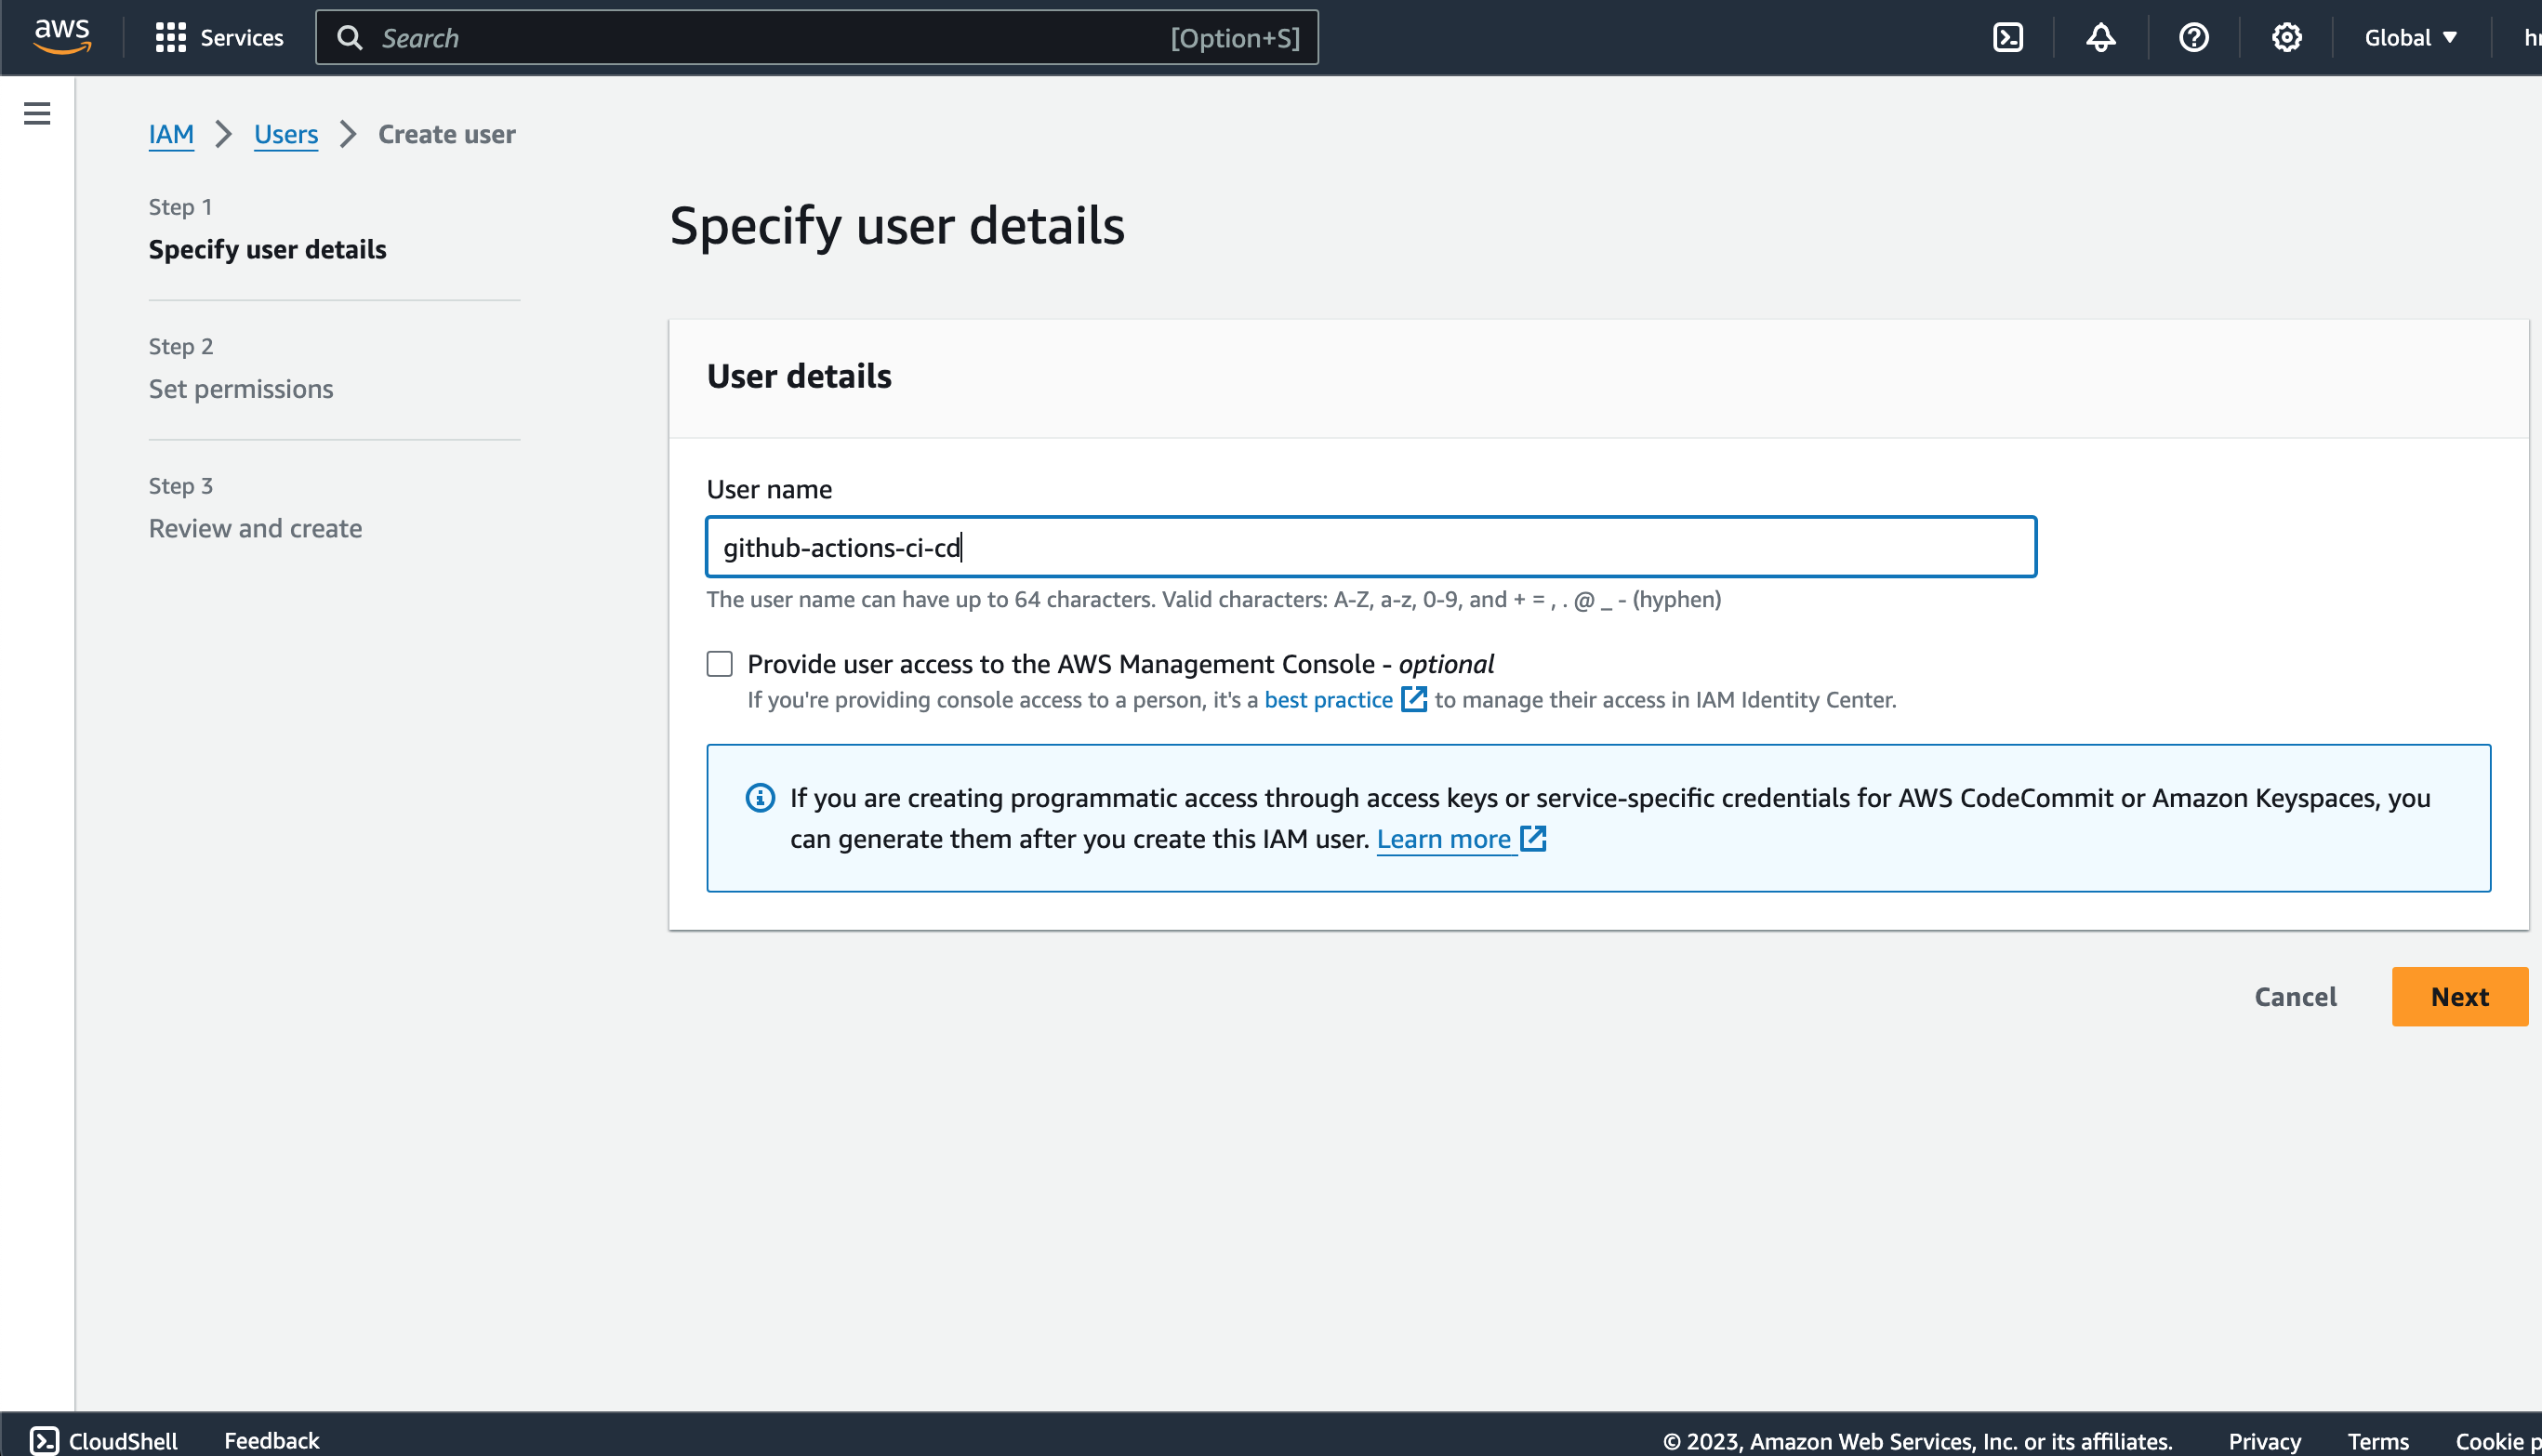 aws
Services
Search
[Option+S]
Global
IAM
Users
Create user
Step 1
Specify user details
Step 2
Set permissions
Step 3
Review and create
Specify user details
User details
User name
github-actions-ci-cd
The user name can have up to 64 characters. Valid characters: A-Z, a-z, 0-9, and + = , . @ _ - (hyphen)
Provide user access to the AWS Management Console - optional
If you're providing console access to a person, it's a best practice to manage their access in IAM Identity Center.
If you are creating programmatic access through access keys or service-specific credentials for AWS CodeCommit or Amazon Keyspaces, you
can generate them after you create this IAM user. Learn more
Cancel
Next
CloudShell
Feedback
© 2023, Amazon Web Services, Inc. or its affiliates.
Privacy
Terms
Cookie